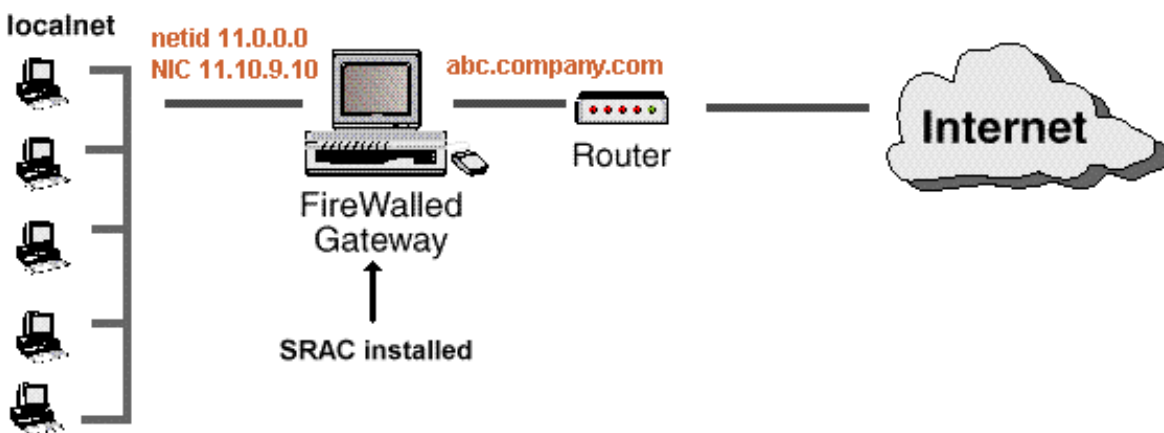 localnet
netid 11.0.0.0
NIC 11.10.9.10
abc.company.com
Internet
Router
FireWalled
Gateway
SRAC installed